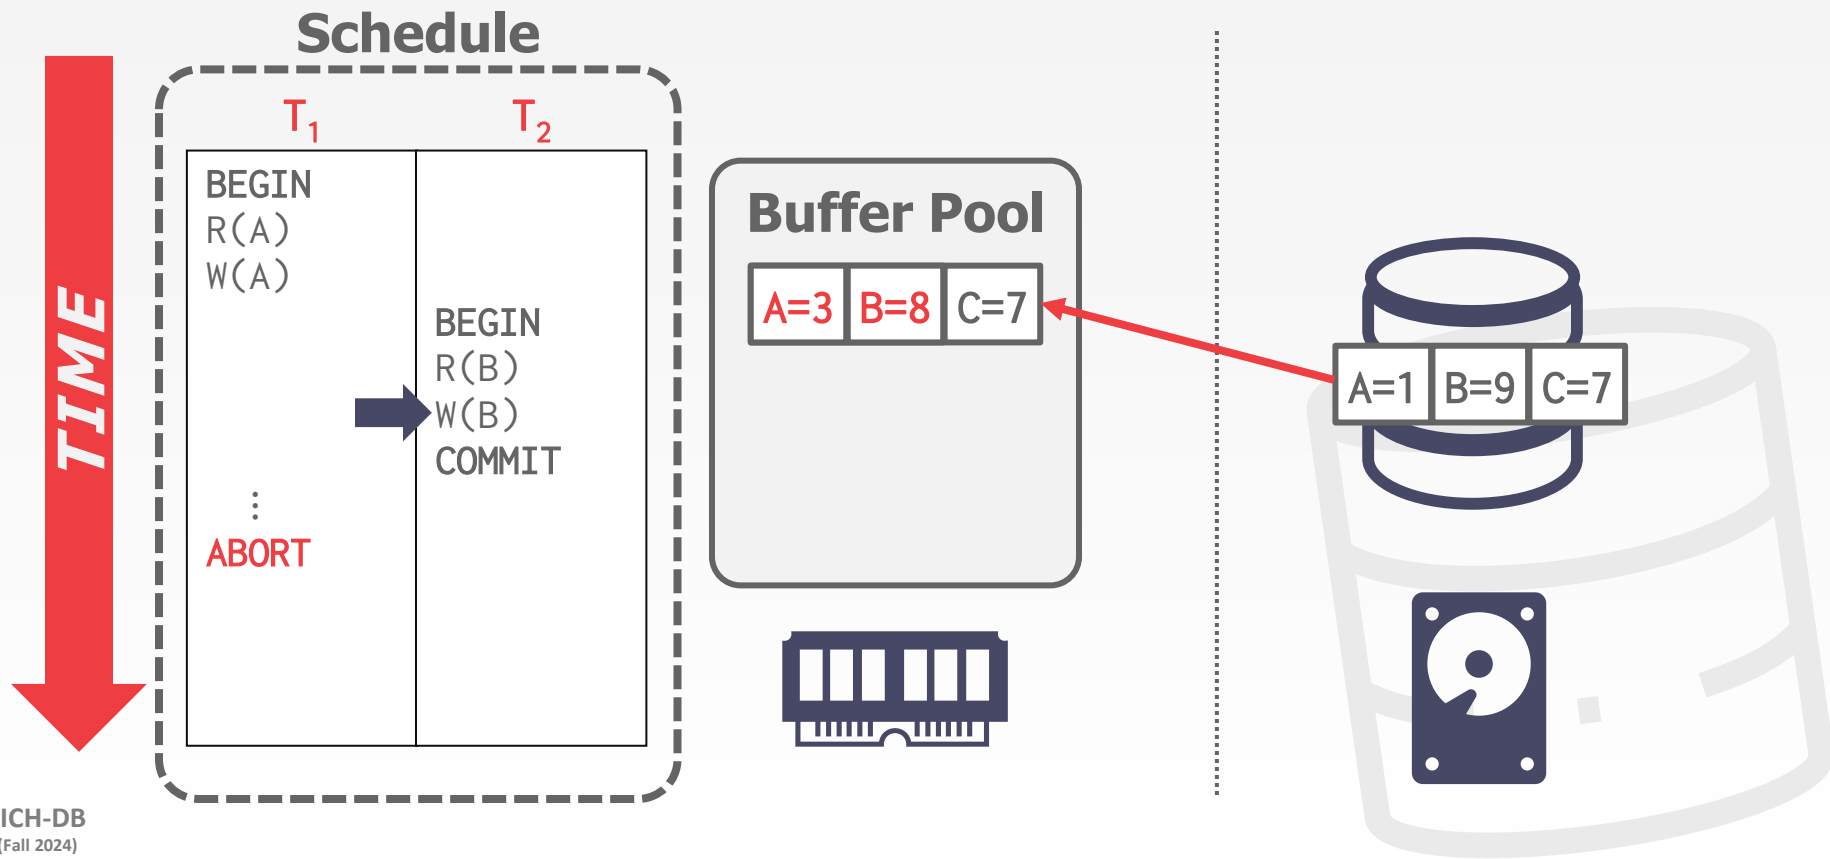 Schedule
T1
T2
BEGIN
R(A)
W(A)
BEGIN
R(B)
W(B)
COMMIT
⋮
ABORT
TIME
Buffer Pool
A=3 B=8 C=7
A=1 B=9 C=7
ICH-DB
(Fall 2024)